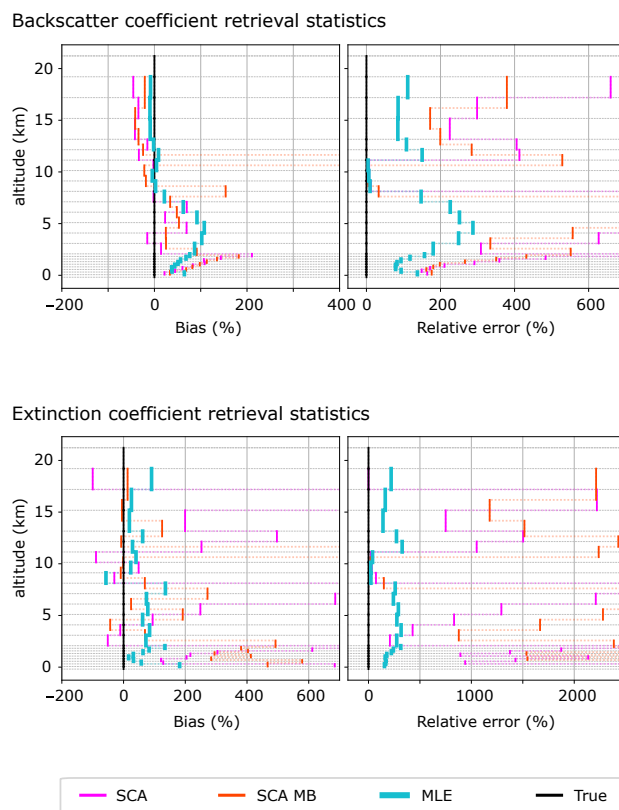 Backscatter coefficient retrieval statistics
altitude (km)
20
15
10
5
0
−200 0 200 400
Bias (%)
0 200 400 600
Relative error (%)
Extinction coefficient retrieval statistics
altitude (km)
20
15
10
5
0
−200 0 200 400 600
Bias (%)
0 1000 2000
Relative error (%)
SCA SCA MB MLE True